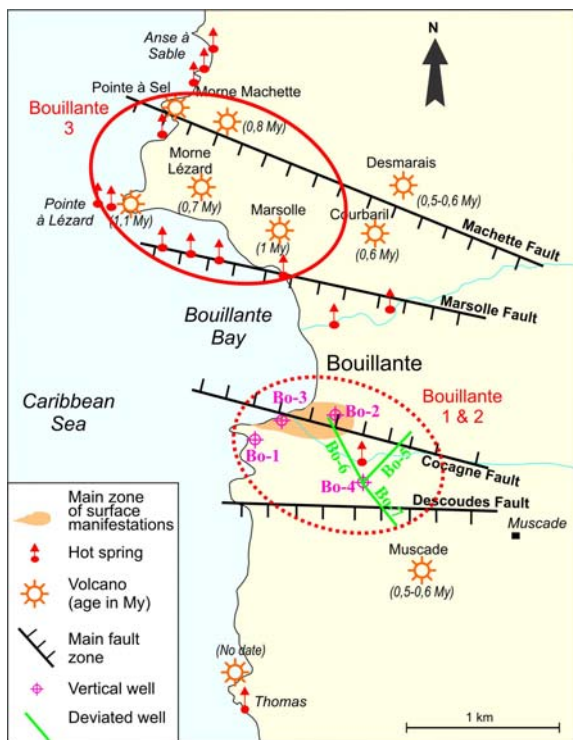 Anse à
Sable
N
Pointe à Sel
Morne Machette
Bouillante
3
(0,8 My)
Morne
Lézard
Desmarais
(0,5-0,6 My)
Pointe
à Lézard
(1,1 My)
(0,7 My)
Marsolle
(1 My)
Courbaril
(0,6 My)
Machette Fault
Marsolle Fault
Bouillante
Bay
Bouillante
Caribbean
Sea
Bo-3
Bo-2
Bouillante
1 & 2
Bo-1
Bo-6
Bo-5
Cocagne Fault
Bo-4
Bo-7
Descoudes Fault
Muscade
Muscade
(0,5-0,6 My)
(No date)
Thomas
Main zone
of surface
manifestations
Hot spring
Volcano
(age in My)
Main fault
zone
Vertical well
Deviated well
1 km